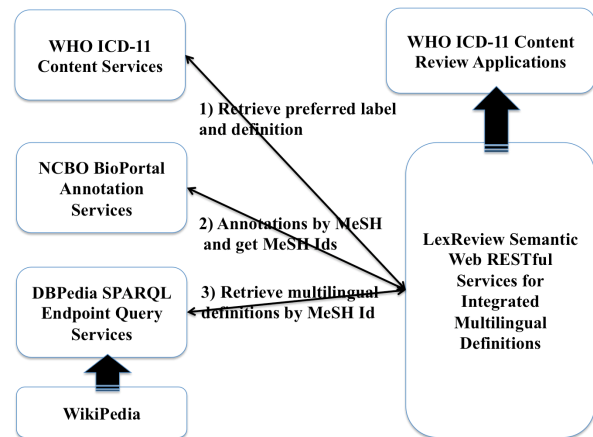 WHO ICD-11
Content Services
WHO ICD-11 Content
Review Applications
1) Retrieve preferred label
and definition
NCBO BioPortal
Annotation
Services
2) Annotations by MeSH
and get MeSH Ids
LexReview Semantic
Web RESTful
Services for
Integrated
Multilingual
Definitions
DBPedia SPARQL
Endpoint Query
Services
3) Retrieve multilingual
definitions by MeSH Id
WikiPedia